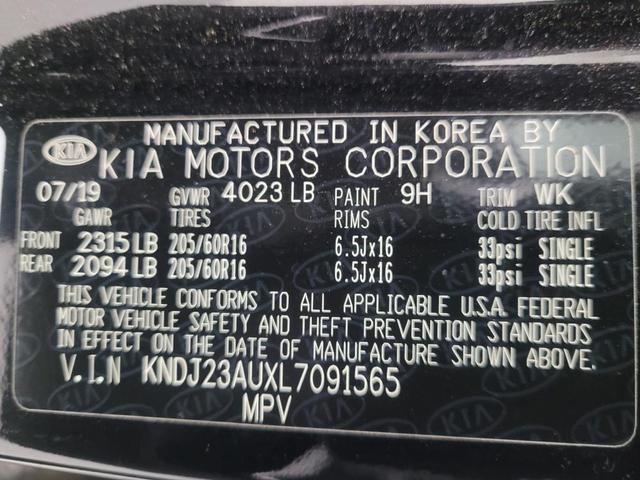 MANUFACTURED IN KOREA BY
KIA KIA MOTORS CORPORATION
07/19 GVWR 4023 LB PAINT 9H TRIM WK
GAWR TIRES RIMS COLD TIRE INFL
FRONT 2315 LB 205/60R16 6.5Jx16 33psi SINGLE
REAR 2094 LB 205/60R16 6.5Jx16 33psi SINGLE
THIS VEHICLE CONFORMS TO ALL APPLICABLE U.S.A. FEDERAL
MOTOR VEHICLE SAFETY AND THEFT PREVENTION STANDARDS
IN EFFECT ON THE DATE OF MANUFACTURE SHOWN ABOVE.
V.I.N KNDJ23AUXL7091565
MPV